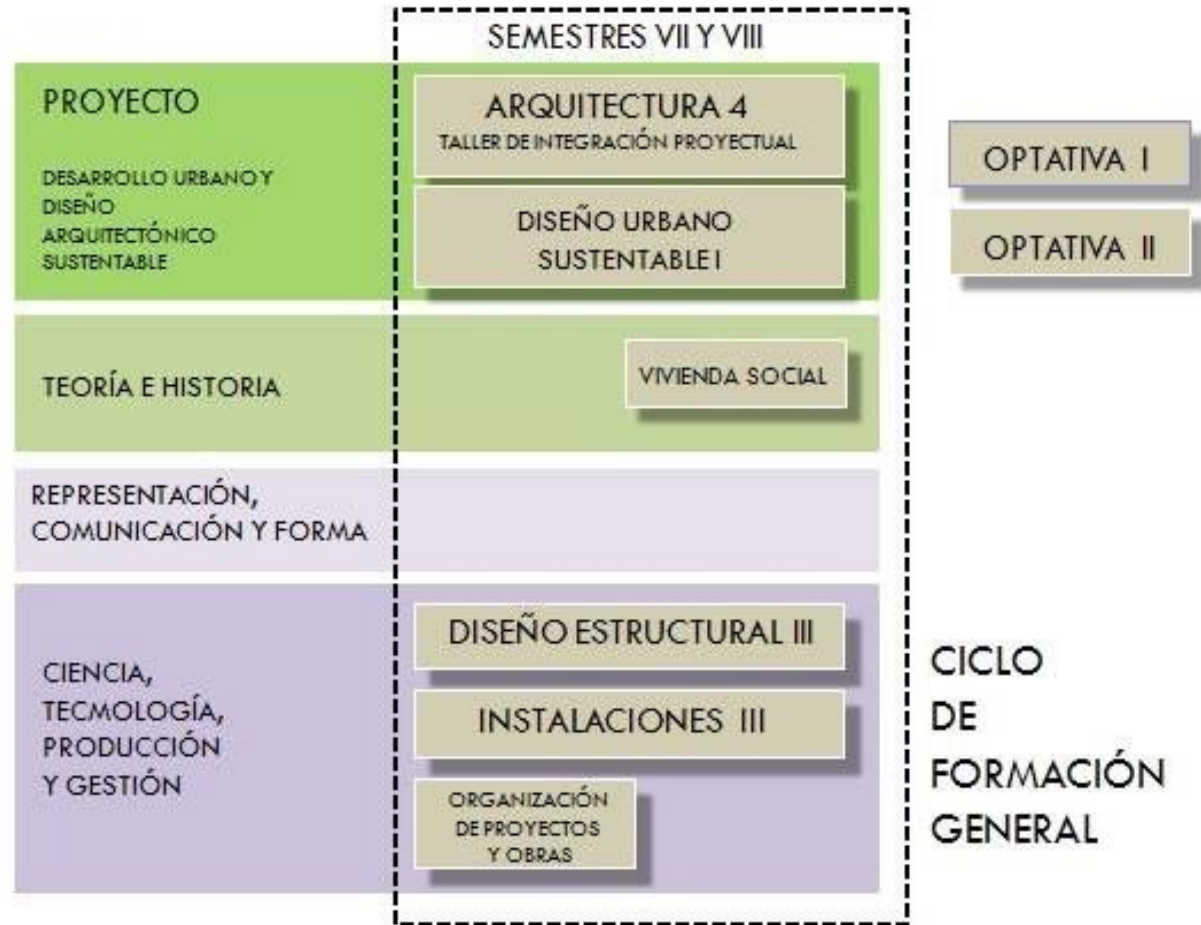 SEMESTRES VII Y VIII
PROYECTO
DESARROLLO URBANO Y
DISEÑO
ARQUITECTÓNICO
SUSTENTABLE
ARQUITECTURA 4
TALLER DE INTEGRACIÓN PROYECTUAL
DISEÑO URBANO
SUSTENTABLE I
OPTATIVA I
OPTATIVA II
TEORÍA E HISTORIA
VIVIENDA SOCIAL
REPRESENTACIÓN,
COMUNICACIÓN Y FORMA
CIENCIA,
TECMOLOGÍA,
PRODUCCIÓN
Y GESTIÓN
DISEÑO ESTRUCTURAL III
INSTALACIONES III
ORGANIZACIÓN
DE PROYECTOS
Y OBRAS
CICLO
DE
FORMACIÓN
GENERAL